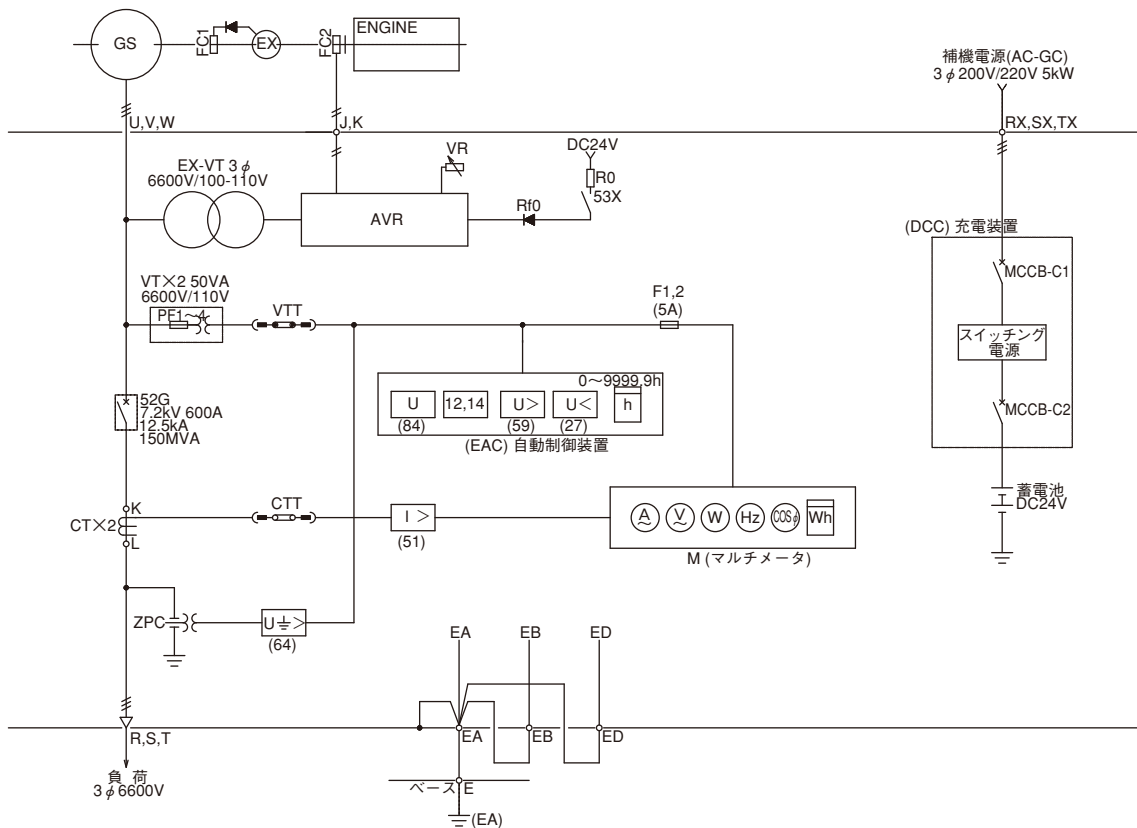 GS
FC1
EX
FC2
ENGINE
補機電源(AC-GC)
3φ200V/220V 5kW
U,V,W
J,K
RX,SX,TX
EX-VT 3φ
6600V/100-110V
VR
DC24V
R0
53X
AVR
Rf0
(DCC) 充電装置
MCCB-C1
スイッチング
電源
MCCB-C2
蓄電池
DC24V
VT×2 50VA
6600V/110V
PF1〜4
VTT
F1,2
(5A)
0〜9999.9h
U
12,14
U>
U<
h
(84)
(59)
(27)
(EAC) 自動制御装置
52G
7.2kV 600A
12.5kA
150MVA
K
CT×2
L
CTT
I >
(51)
A
V
W
Hz
COSφ
Wh
M (マルチメータ)
ZPC
U⏚>
(64)
EA
EB
ED
R,S,T
EA
EB
ED
負 荷
3φ6600V
ベース
E
(EA)